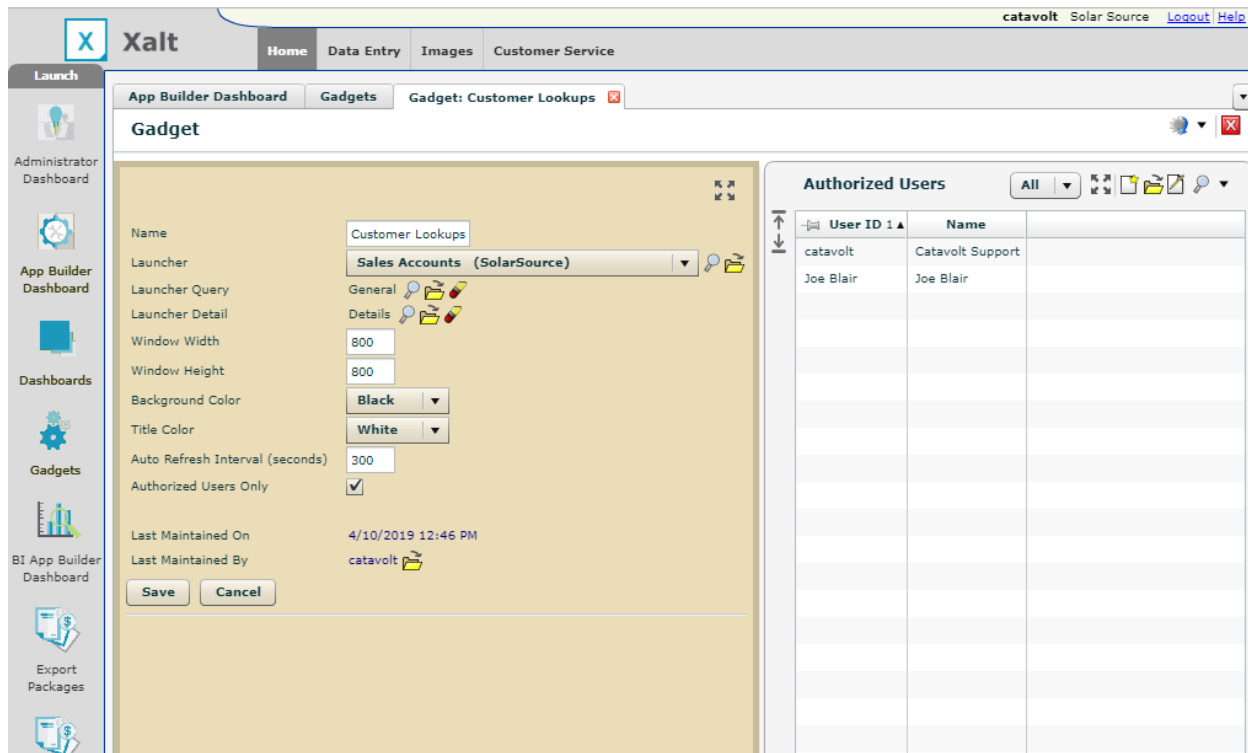 catavolt Solar Source Logout Help
X Xalt
Home Data Entry Images Customer Service
Launch
Administrator
Dashboard
App Builder
Dashboard
Dashboards
Gadgets
BI App Builder
Dashboard
Export
Packages
App Builder Dashboard Gadgets Gadget: Customer Lookups
Gadget
Name Customer Lookups
Launcher Sales Accounts (SolarSource)
Launcher Query General
Launcher Detail Details
Window Width 800
Window Height 800
Background Color Black
Title Color White
Auto Refresh Interval (seconds) 300
Authorized Users Only
Last Maintained On 4/10/2019 12:46 PM
Last Maintained By catavolt
Save Cancel
Authorized Users All
User ID 1 Name
catavolt Catavolt Support
Joe Blair Joe Blair